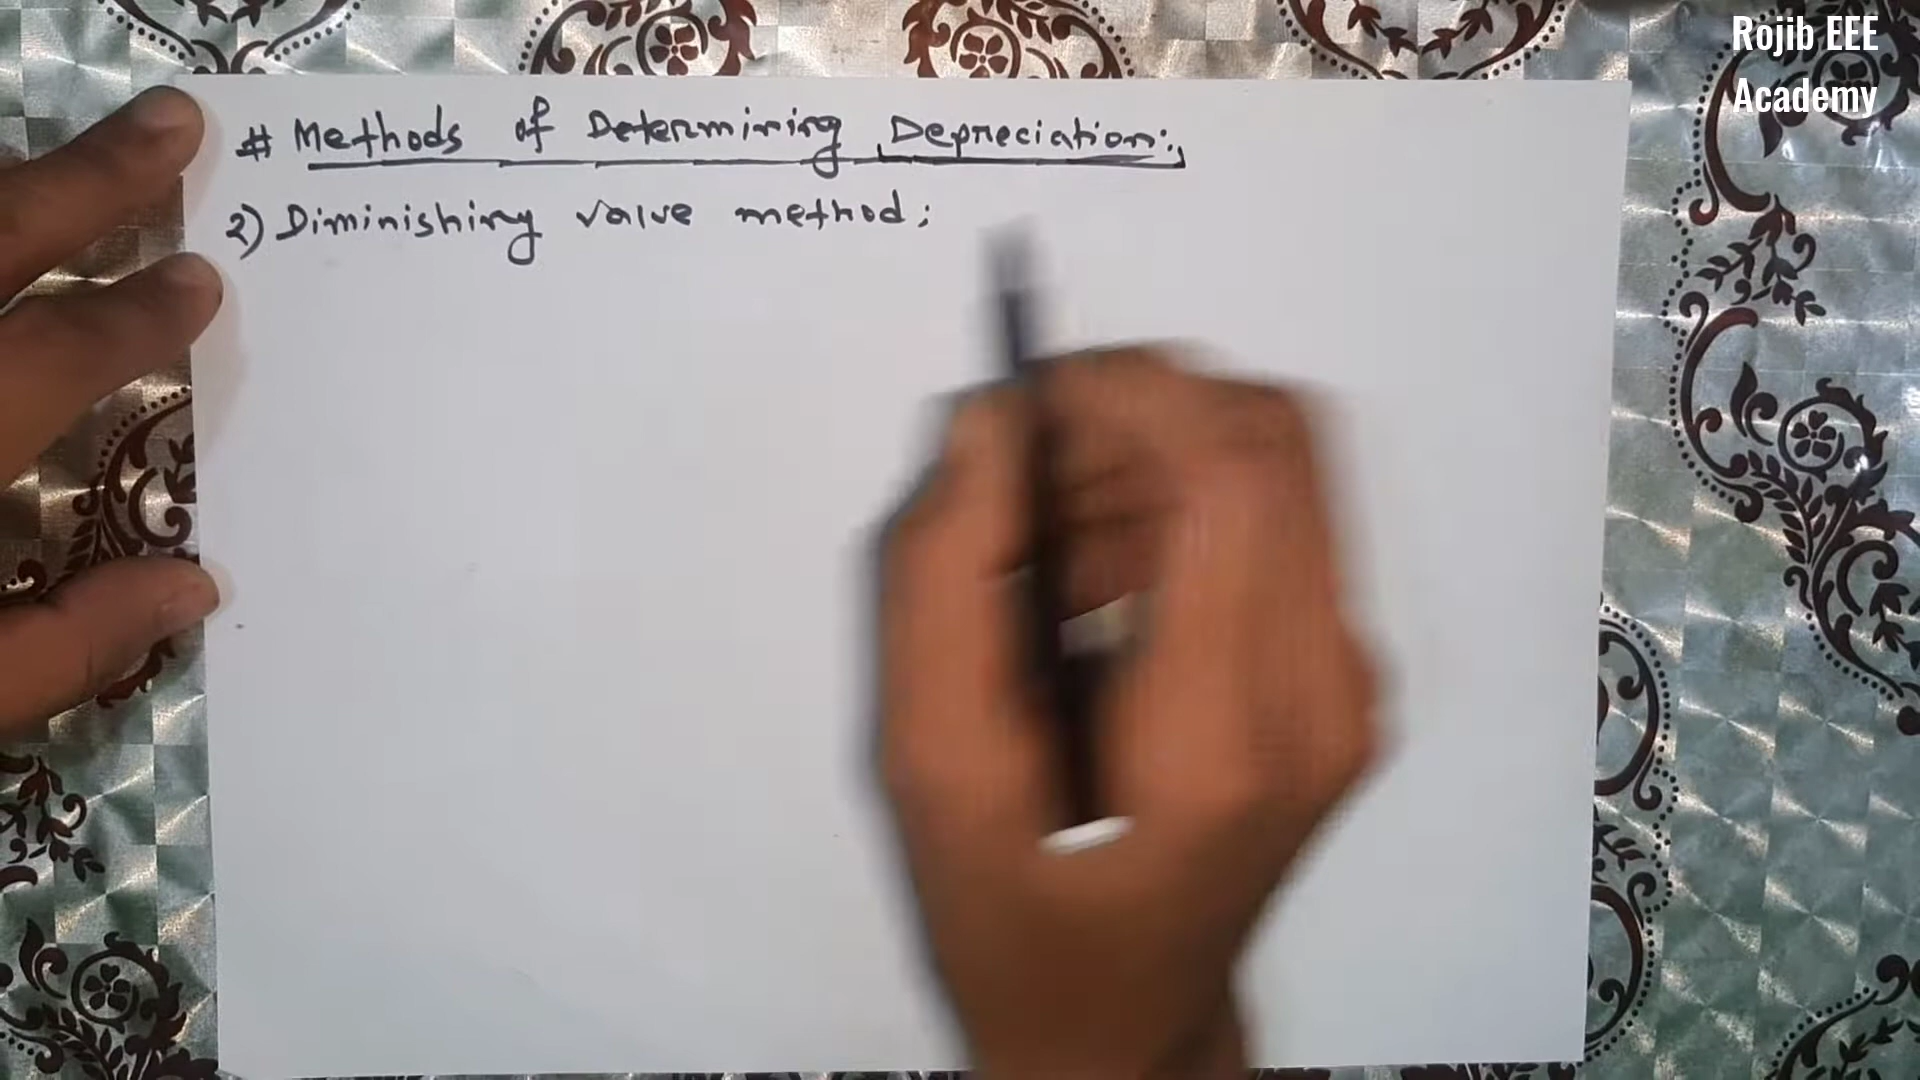 Rojib EEE
Academy
# Methods of Determining Depreciation:
2) Diminishing value method;